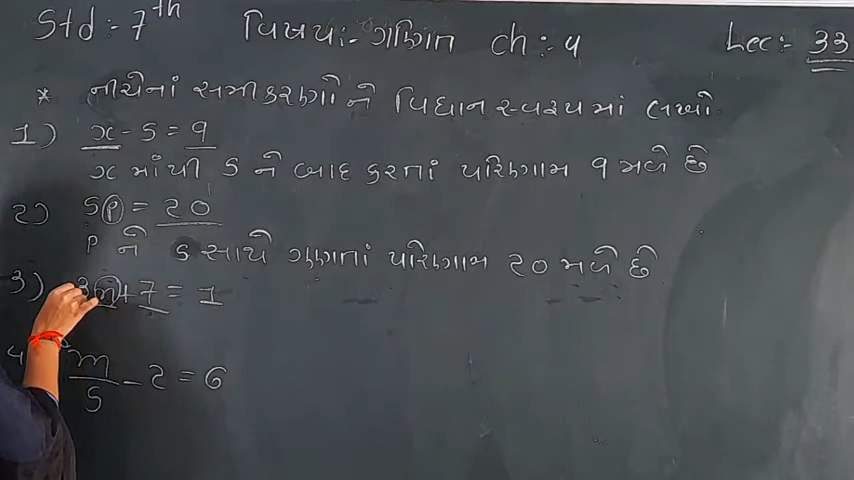 Std :- 7th વિષય :- ગણિત ch :- 4 Lec :- 33
* નીચેનાં સમીકરણોને વિધાન સ્વરૂપમાં લખો.
1) x - 5 = 9
x માંથી 5 ને બાદ કરતાં પરિણામ 9 મળે છે
2) 5p = 20
p ને 5 સાથે ગુણતાં પરિણામ 20 મળે છે
3) 3n + 7 = 1
m/5 - 2 = 6